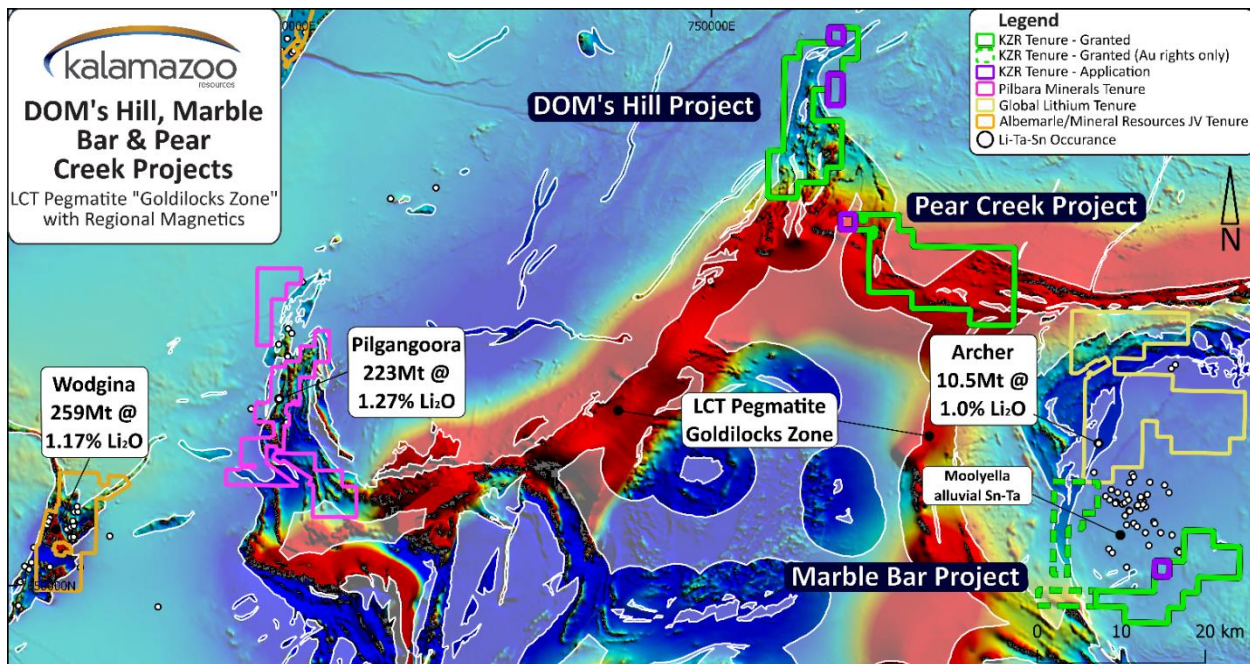 kalamazoo
resources
DOM's Hill, Marble
Bar & Pear
Creek Projects
LCT Pegmatite "Goldilocks Zone"
with Regional Magnetics
0000E
750000E
Legend
KZR Tenure - Granted
KZR Tenure - Granted (Au rights only)
KZR Tenure - Application
Pilbara Minerals Tenure
Global Lithium Tenure
Albemarle/Mineral Resources JV Tenure
Li-Ta-Sn Occurance
N
DOM's Hill Project
Pear Creek Project
Pilgangoora
223Mt @
1.27% Li₂O
Wodgina
259Mt @
1.17% Li₂O
LCT Pegmatite
Goldilocks Zone
Archer
10.5Mt @
1.0% Li₂O
Moolyella
alluvial Sn-Ta
Marble Bar Project
0 10 20 km